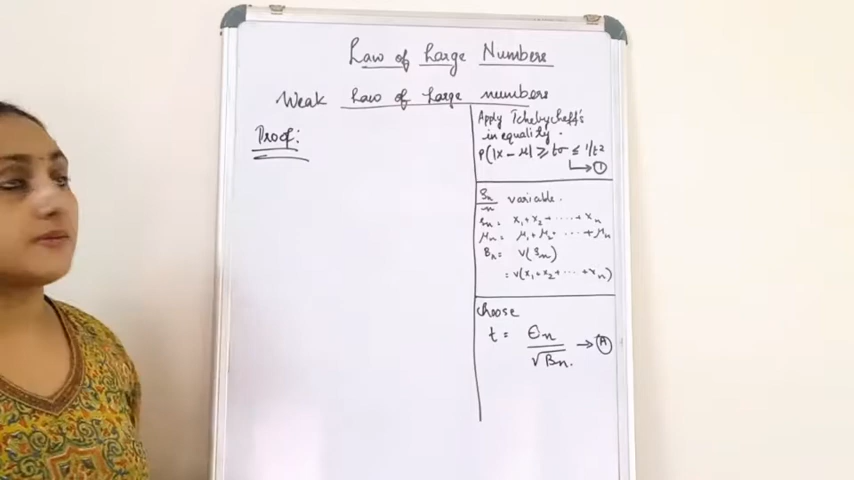 Law of Large Numbers
Weak Law of Large numbers
Proof:
Apply Tchebycheff's
inequality.
P(|X - μ| ≥ tσ ≤ 1/t2
↳ ①
Sn/n variable.
Sn = x₁ + x₂ + ..... + xn
μn = μ₁ + μ₂ ..... + μn
Bn = V(Sn)
= V(x₁ + x₂ + ... + xn)
choose
t = ϵn/√Bn. → Ⓐ